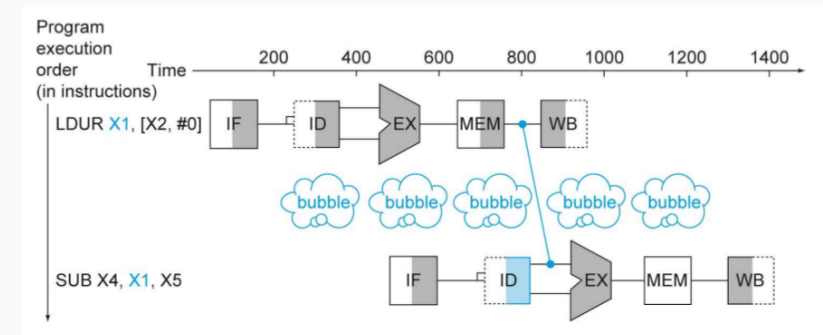 Program
execution
order
(in instructions)
Time
200 400 600 800 1000 1200 1400
LDUR X1, [X2, #0] IF ID EX MEM WB
bubble bubble bubble bubble bubble
SUB X4, X1, X5 IF ID EX MEM WB